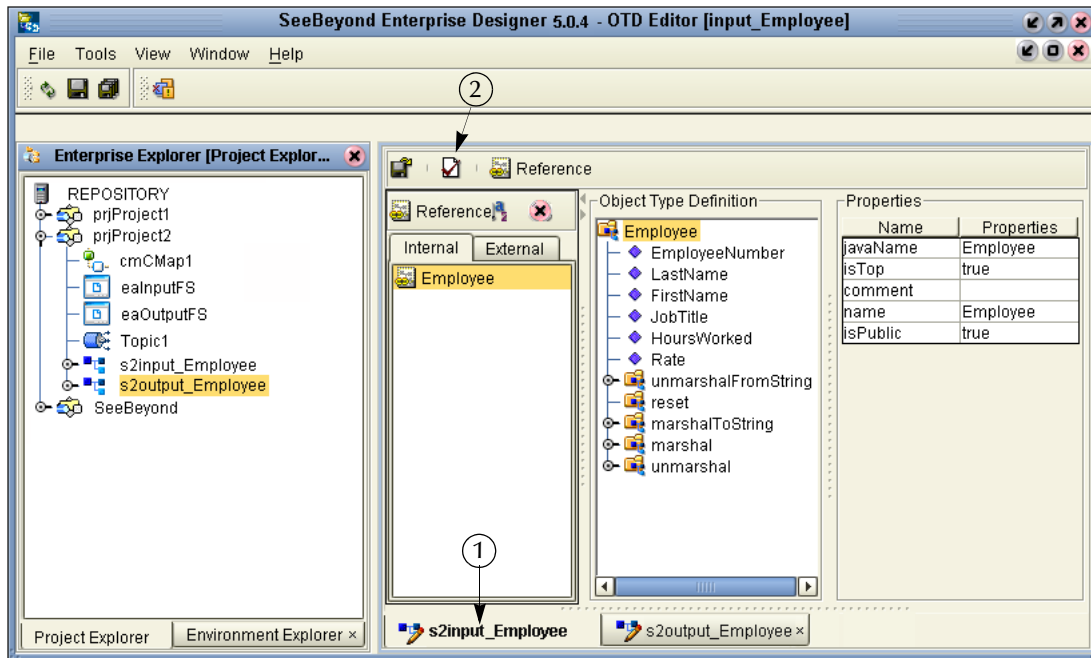 SeeBeyond Enterprise Designer 5.0.4 - OTD Editor [input_Employee]
File Tools View Window Help
2
Enterprise Explorer [Project Explor...
REPOSITORY
prjProject1
prjProject2
cmCMap1
eaInputFS
eaOutputFS
Topic1
s2input_Employee
s2output_Employee
SeeBeyond
Project Explorer
Environment Explorer ×
Reference
Reference
Internal
External
Employee
Object Type Definition
Employee
EmployeeNumber
LastName
FirstName
JobTitle
HoursWorked
Rate
unmarshalFromString
reset
marshalToString
marshal
unmarshal
Properties
Name Properties
javaName Employee
isTop true
comment
name Employee
isPublic true
1
s2input_Employee
s2output_Employee ×